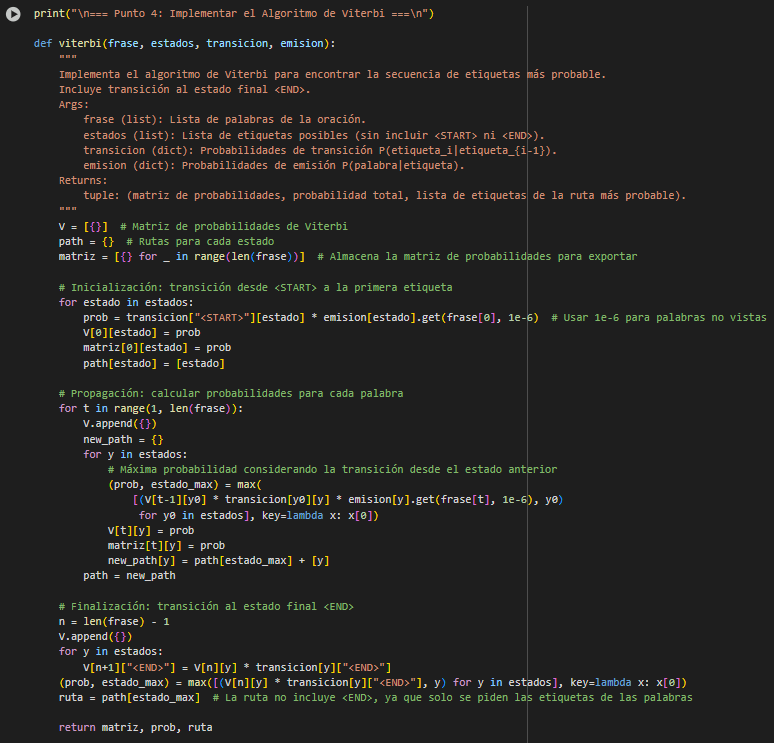 print("\n=== Punto 4: Implementar el Algoritmo de Viterbi ===\n")
def viterbi(frase, estados, transicion, emision):
"""
Implementa el algoritmo de Viterbi para encontrar la secuencia de etiquetas más probable.
Incluye transición al estado final <END>.
Args:
frase (list): Lista de palabras de la oración.
estados (list): Lista de etiquetas posibles (sin incluir <START> ni <END>).
transicion (dict): Probabilidades de transición P(etiqueta_i|etiqueta_{i-1}).
emision (dict): Probabilidades de emisión P(palabra|etiqueta).
Returns:
tuple: (matriz de probabilidades, probabilidad total, lista de etiquetas de la ruta más probable).
"""
V = [{}]  # Matriz de probabilidades de Viterbi
path = {}  # Rutas para cada estado
matriz = [{} for _ in range(len(frase))]  # Almacena la matriz de probabilidades para exportar
# Inicialización: transición desde <START> a la primera etiqueta
for estado in estados:
prob = transicion["<START>"][estado] * emision[estado].get(frase[0], 1e-6)  # Usar 1e-6 para palabras no vistas
V[0][estado] = prob
matriz[0][estado] = prob
path[estado] = [estado]
# Propagación: calcular probabilidades para cada palabra
for t in range(1, len(frase)):
V.append({})
new_path = {}
for y in estados:
# Máxima probabilidad considerando la transición desde el estado anterior
(prob, estado_max) = max(
[(V[t-1][y0] * transicion[y0][y] * emision[y].get(frase[t], 1e-6), y0)
for y0 in estados], key=lambda x: x[0])
V[t][y] = prob
matriz[t][y] = prob
new_path[y] = path[estado_max] + [y]
path = new_path
# Finalización: transición al estado final <END>
n = len(frase) - 1
V.append({})
for y in estados:
V[n+1]["<END>"] = V[n][y] * transicion[y]["<END>"]
(prob, estado_max) = max([(V[n][y] * transicion[y]["<END>"], y) for y in estados], key=lambda x: x[0])
ruta = path[estado_max]  # La ruta no incluye <END>, ya que solo se piden las etiquetas de las palabras
return matriz, prob, ruta